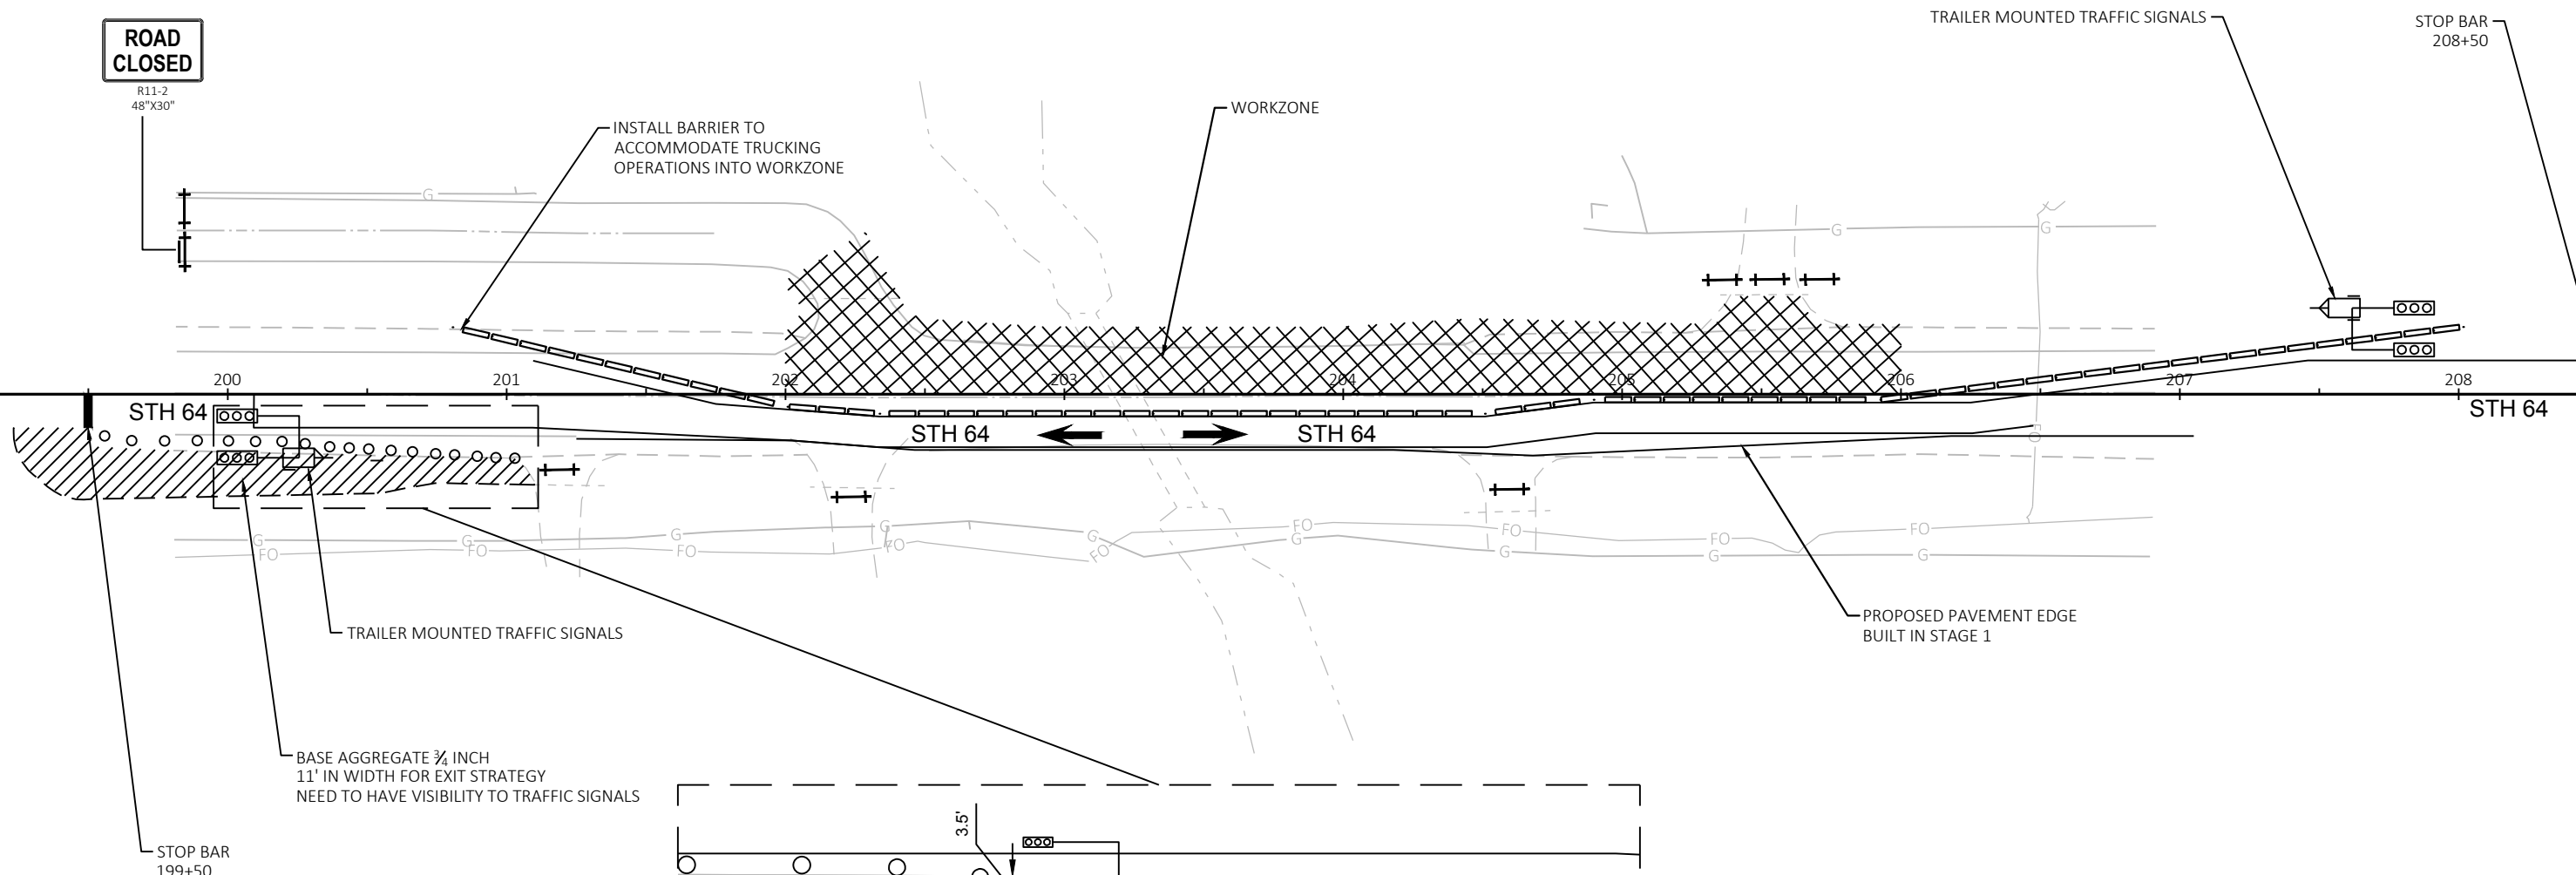 ROAD
CLOSED
R11-2
48"X30"
TRAILER MOUNTED TRAFFIC SIGNALS
STOP BAR
208+50
INSTALL BARRIER TO
ACCOMMODATE TRUCKING
OPERATIONS INTO WORKZONE
WORKZONE
G
G
G
200
201
202
203
204
205
206
207
208
STH 64
STH 64
STH 64
STH 64
G
G
G
G
G
G
G
G
G
FO
FO
FO
FO
FO
FO
FO
FO
FO
FO
TRAILER MOUNTED TRAFFIC SIGNALS
PROPOSED PAVEMENT EDGE
BUILT IN STAGE 1
BASE AGGREGATE ¾ INCH
11' IN WIDTH FOR EXIT STRATEGY
NEED TO HAVE VISIBILITY TO TRAFFIC SIGNALS
3.5'
STOP BAR
199+50